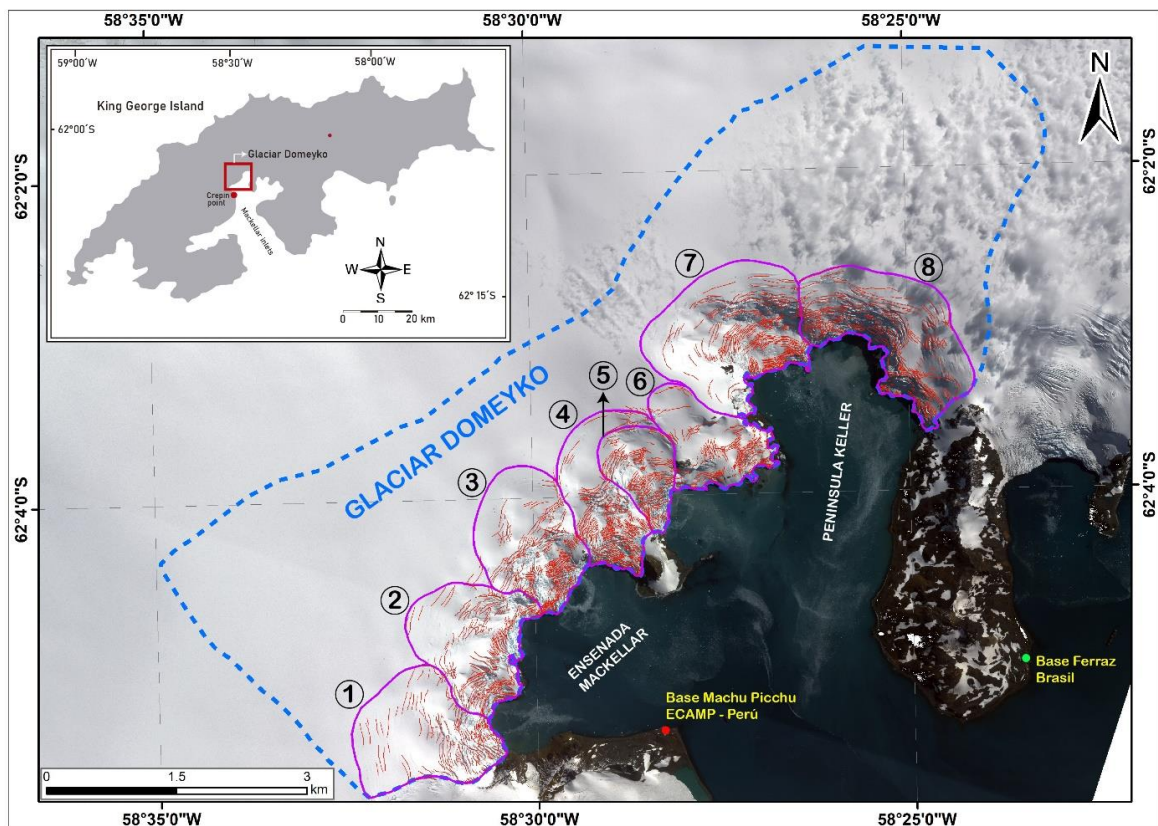 58°35'0"W
58°30'0"W
58°25'0"W
59°00´W
58°30´W
58°00´W
King George Island
62°00´S
Glaciar Domeyko
Crepin
point
Mackellar inlets
N
W
E
S
62°15´S
0
10
20 km
N
62°2'0"S
62°2'0"S
62°4'0"S
62°4'0"S
GLACIAR DOMEYKO
7
8
6
5
4
3
2
1
PENINSULA KELLER
ENSENADA
MACKELLAR
Base Machu Picchu
ECAMP - Perú
Base Ferraz
Brasil
0
1.5
3
km
58°35'0"W
58°30'0"W
58°25'0"W